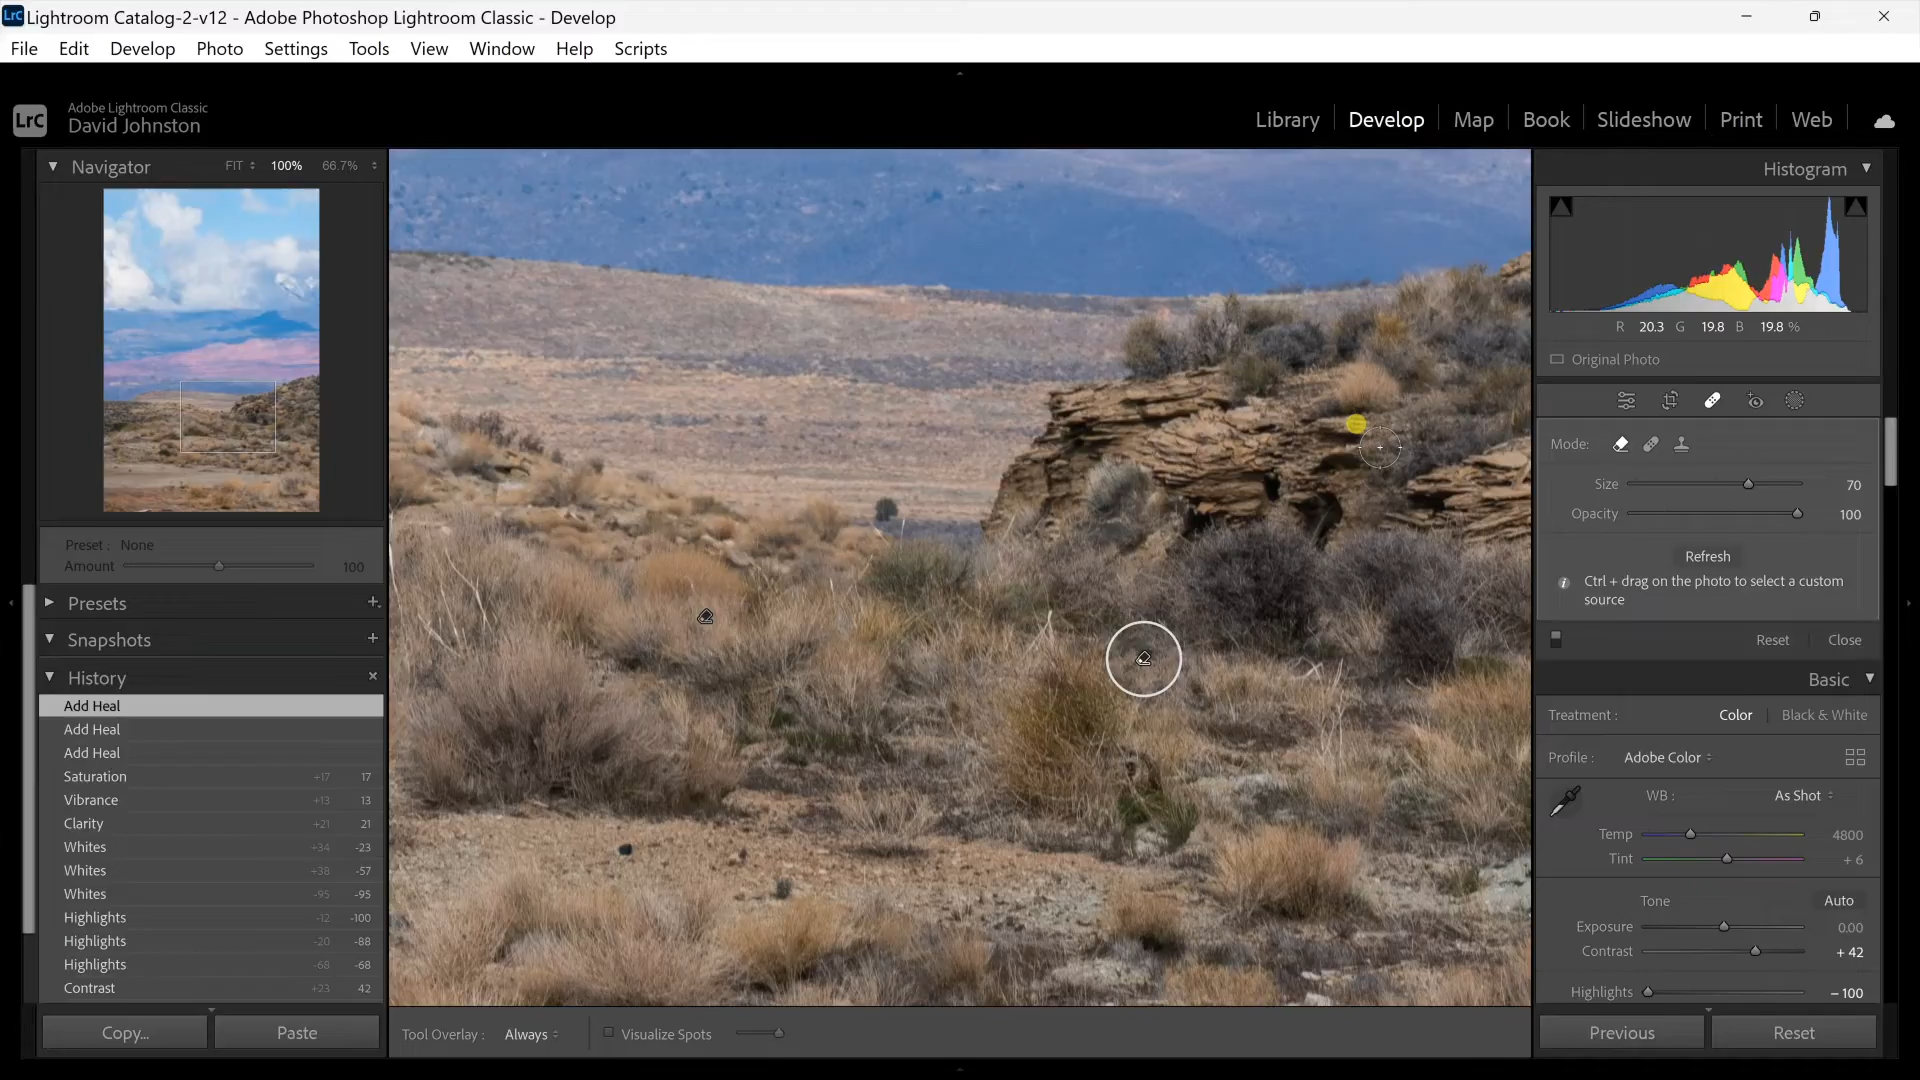 Lightroom Catalog-2-v12 - Adobe Photoshop Lightroom Classic - Develop
File Edit Develop Photo Settings Tools View Window Help Scripts
LrC
Adobe Lightroom Classic
David Johnston
Library Develop Map Book Slideshow Print Web
Navigator FIT 100% 66.7%
Preset : None
Amount 100
Presets
Snapshots
History
Add Heal
Add Heal
Add Heal
Saturation +17 17
Vibrance +13 13
Clarity +21 21
Whites +34 -23
Whites +38 -57
Whites -95 -95
Highlights -12 -100
Highlights -20 -88
Highlights -68 -68
Contrast +23 42
Copy... Paste
Tool Overlay : Always Visualize Spots
Histogram
R 20.3 G 19.8 B 19.8 %
Original Photo
Mode:
Size 70
Opacity 100
Refresh
Ctrl + drag on the photo to select a custom
source
Reset Close
Basic
Treatment : Color Black & White
Profile : Adobe Color
WB : As Shot
Temp 4800
Tint + 6
Tone Auto
Exposure 0.00
Contrast + 42
Highlights – 100
Previous Reset